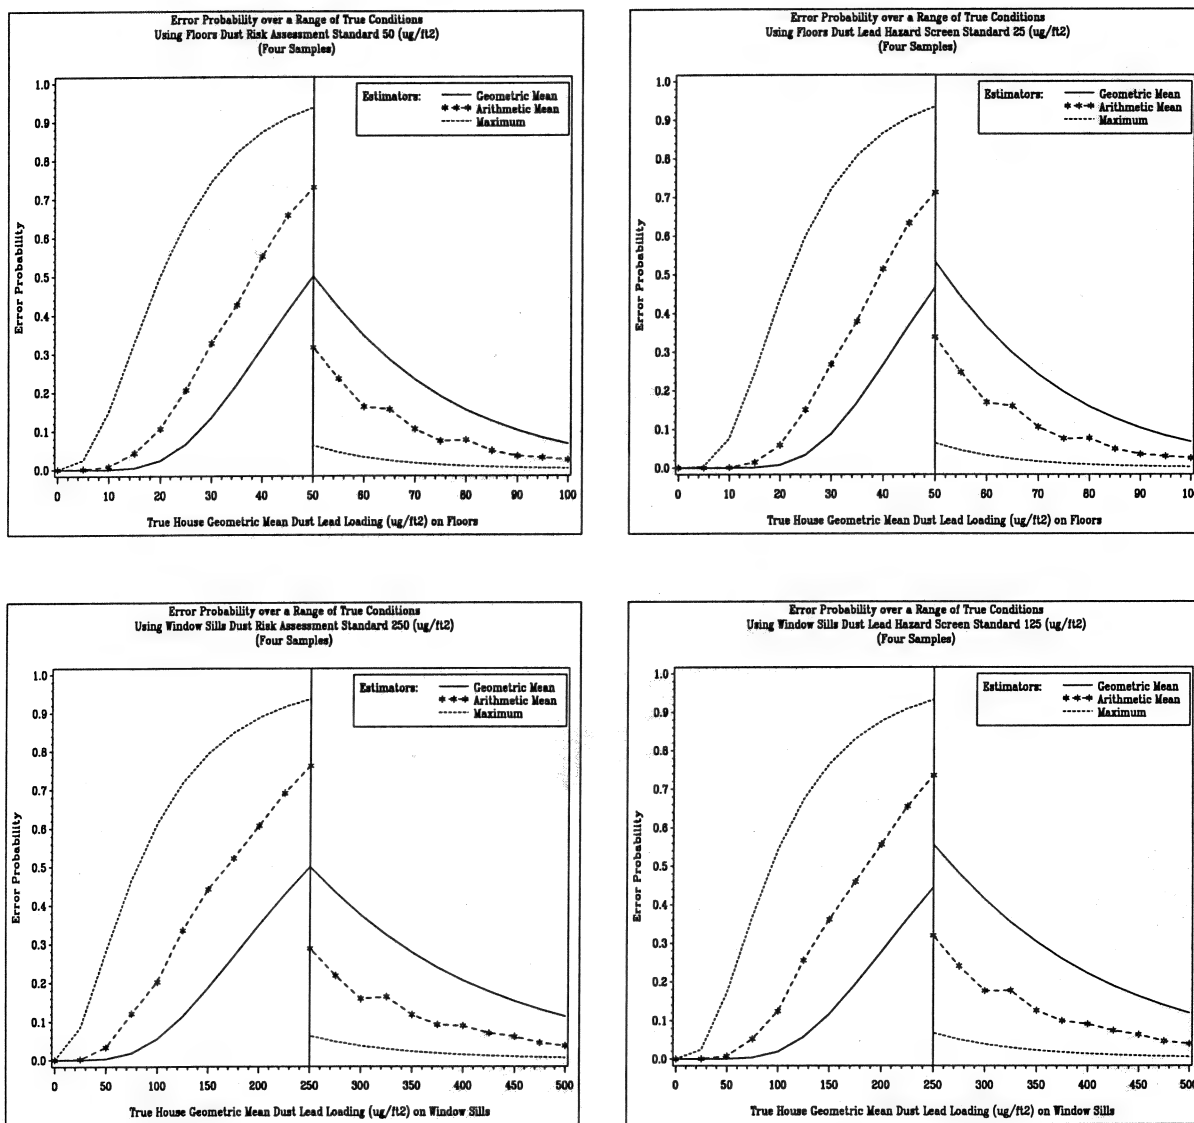 Error Probability over a Range of True Conditions
Using Floors Dust Risk Assessment Standard 50 (ug/ft2)
(Four Samples)
Estimators:
Geometric Mean
Arithmetic Mean
Maximum
Error Probability
1.0
0.9
0.8
0.7
0.6
0.5
0.4
0.3
0.2
0.1
0.0
0 10 20 30 40 50 60 70 80 90 100
True House Geometric Mean Dust Lead Loading (ug/ft2) on Floors
Error Probability over a Range of True Conditions
Using Floors Dust Lead Hazard Screen Standard 25 (ug/ft2)
(Four Samples)
Estimators:
Geometric Mean
Arithmetic Mean
Maximum
Error Probability
1.0
0.9
0.8
0.7
0.6
0.5
0.4
0.3
0.2
0.1
0.0
0 10 20 30 40 50 60 70 80 90 100
True House Geometric Mean Dust Lead Loading (ug/ft2) on Floors
Error Probability over a Range of True Conditions
Using Window Sills Dust Risk Assessment Standard 250 (ug/ft2)
(Four Samples)
Estimators:
Geometric Mean
Arithmetic Mean
Maximum
Error Probability
1.0
0.9
0.8
0.7
0.6
0.5
0.4
0.3
0.2
0.1
0.0
0 50 100 150 200 250 300 350 400 450 500
True House Geometric Mean Dust Lead Loading (ug/ft2) on Window Sills
Error Probability over a Range of True Conditions
Using Window Sills Dust Lead Hazard Screen Standard 125 (ug/ft2)
(Four Samples)
Estimators:
Geometric Mean
Arithmetic Mean
Maximum
Error Probability
1.0
0.9
0.8
0.7
0.6
0.5
0.4
0.3
0.2
0.1
0.0
0 50 100 150 200 250 300 350 400 450 500
True House Geometric Mean Dust Lead Loading (ug/ft2) on Window Sills